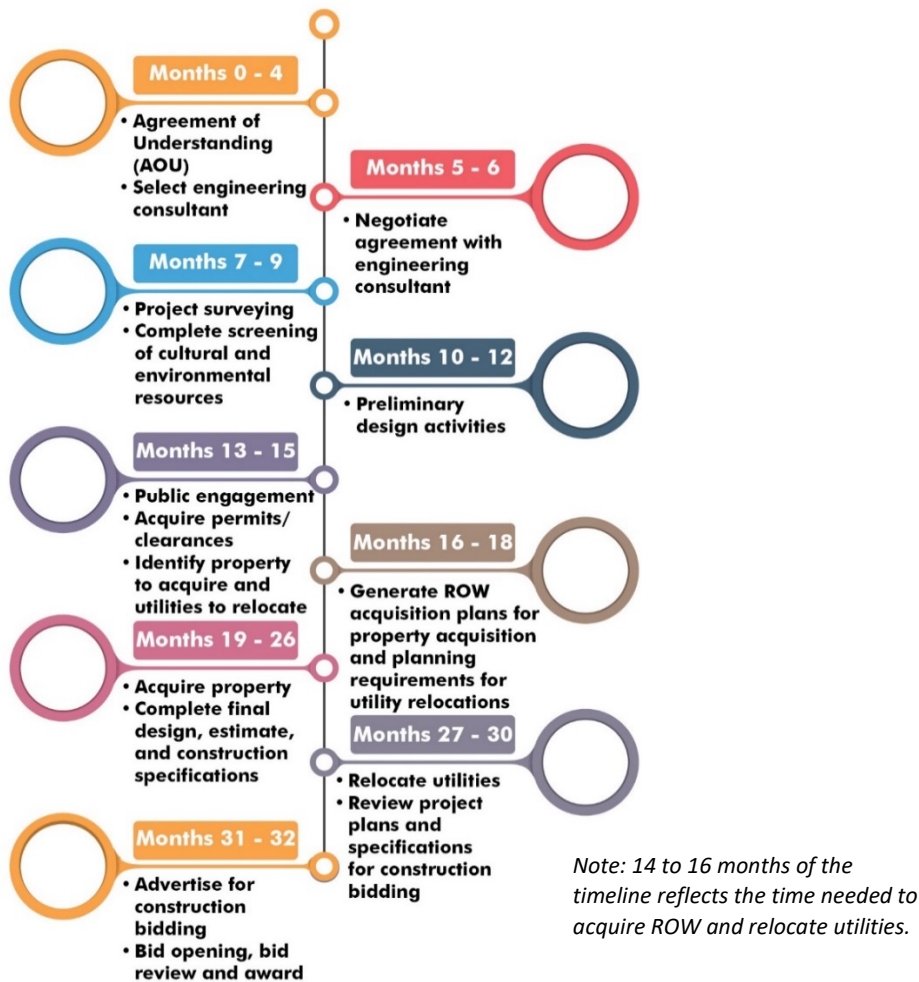 Months 0 - 4
• Agreement of
Understanding
(AOU)
• Select engineering
consultant
Months 5 - 6
• Negotiate
agreement with
engineering
consultant
Months 7 - 9
• Project surveying
• Complete screening
of cultural and
environmental
resources
Months 10 - 12
• Preliminary
design activities
Months 13 - 15
• Public engagement
• Acquire permits/
clearances
• Identify property
to acquire and
utilities to relocate
Months 16 - 18
• Generate ROW
acquisition plans for
property acquisition
and planning
requirements for
utility relocations
Months 19 - 26
• Acquire property
• Complete final
design, estimate,
and construction
specifications
Months 27 - 30
• Relocate utilities
• Review project
plans and
specifications
for construction
bidding
Months 31 - 32
• Advertise for
construction
bidding
• Bid opening, bid
review and award
Note: 14 to 16 months of the
timeline reflects the time needed to
acquire ROW and relocate utilities.